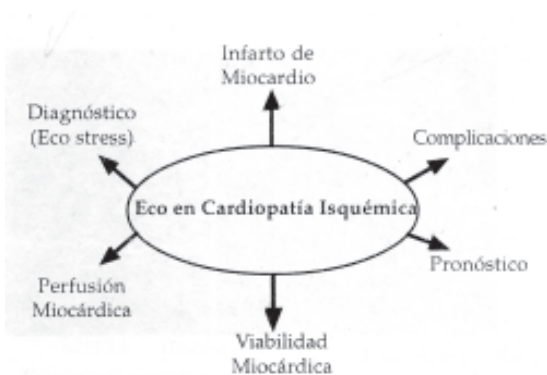 Infarto de
Miocardio
Diagnóstico
(Eco stress)
Complicaciones
Eco en Cardiopatía Isquémica
Pronóstico
Perfusión
Miocárdica
Viabilidad
Miocárdica